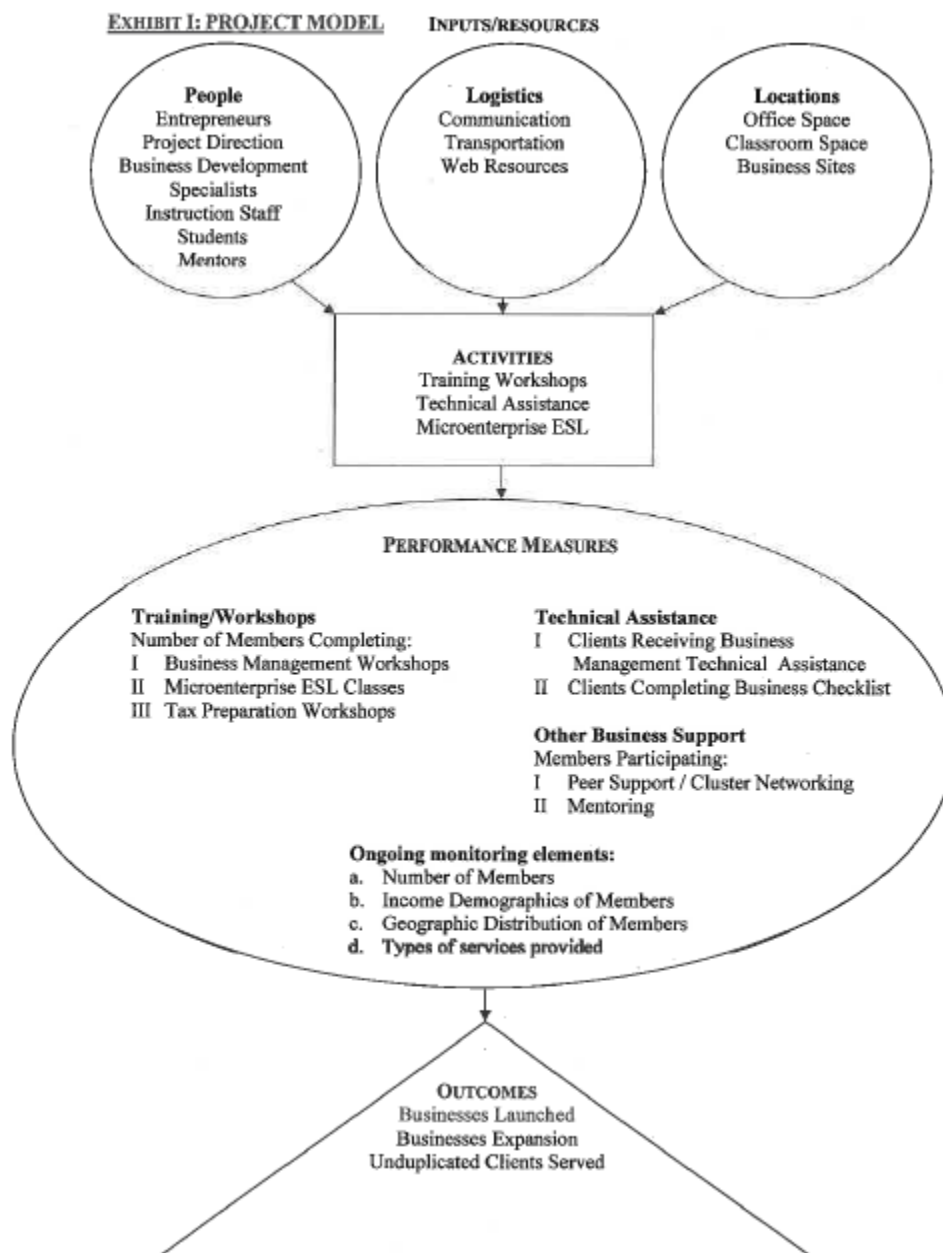 EXHIBIT I: PROJECT MODEL
INPUTS/RESOURCES
People
Entrepreneurs
Project Direction
Business Development
Specialists
Instruction Staff
Students
Mentors
Logistics
Communication
Transportation
Web Resources
Locations
Office Space
Classroom Space
Business Sites
ACTIVITIES
Training Workshops
Technical Assistance
Microenterprise ESL
PERFORMANCE MEASURES
Training/Workshops
Number of Members Completing:
I Business Management Workshops
II Microenterprise ESL Classes
III Tax Preparation Workshops
Technical Assistance
I Clients Receiving Business
Management Technical Assistance
II Clients Completing Business Checklist
Other Business Support
Members Participating:
I Peer Support / Cluster Networking
II Mentoring
Ongoing monitoring elements:
a. Number of Members
b. Income Demographics of Members
c. Geographic Distribution of Members
d. Types of services provided
OUTCOMES
Businesses Launched
Businesses Expansion
Unduplicated Clients Served